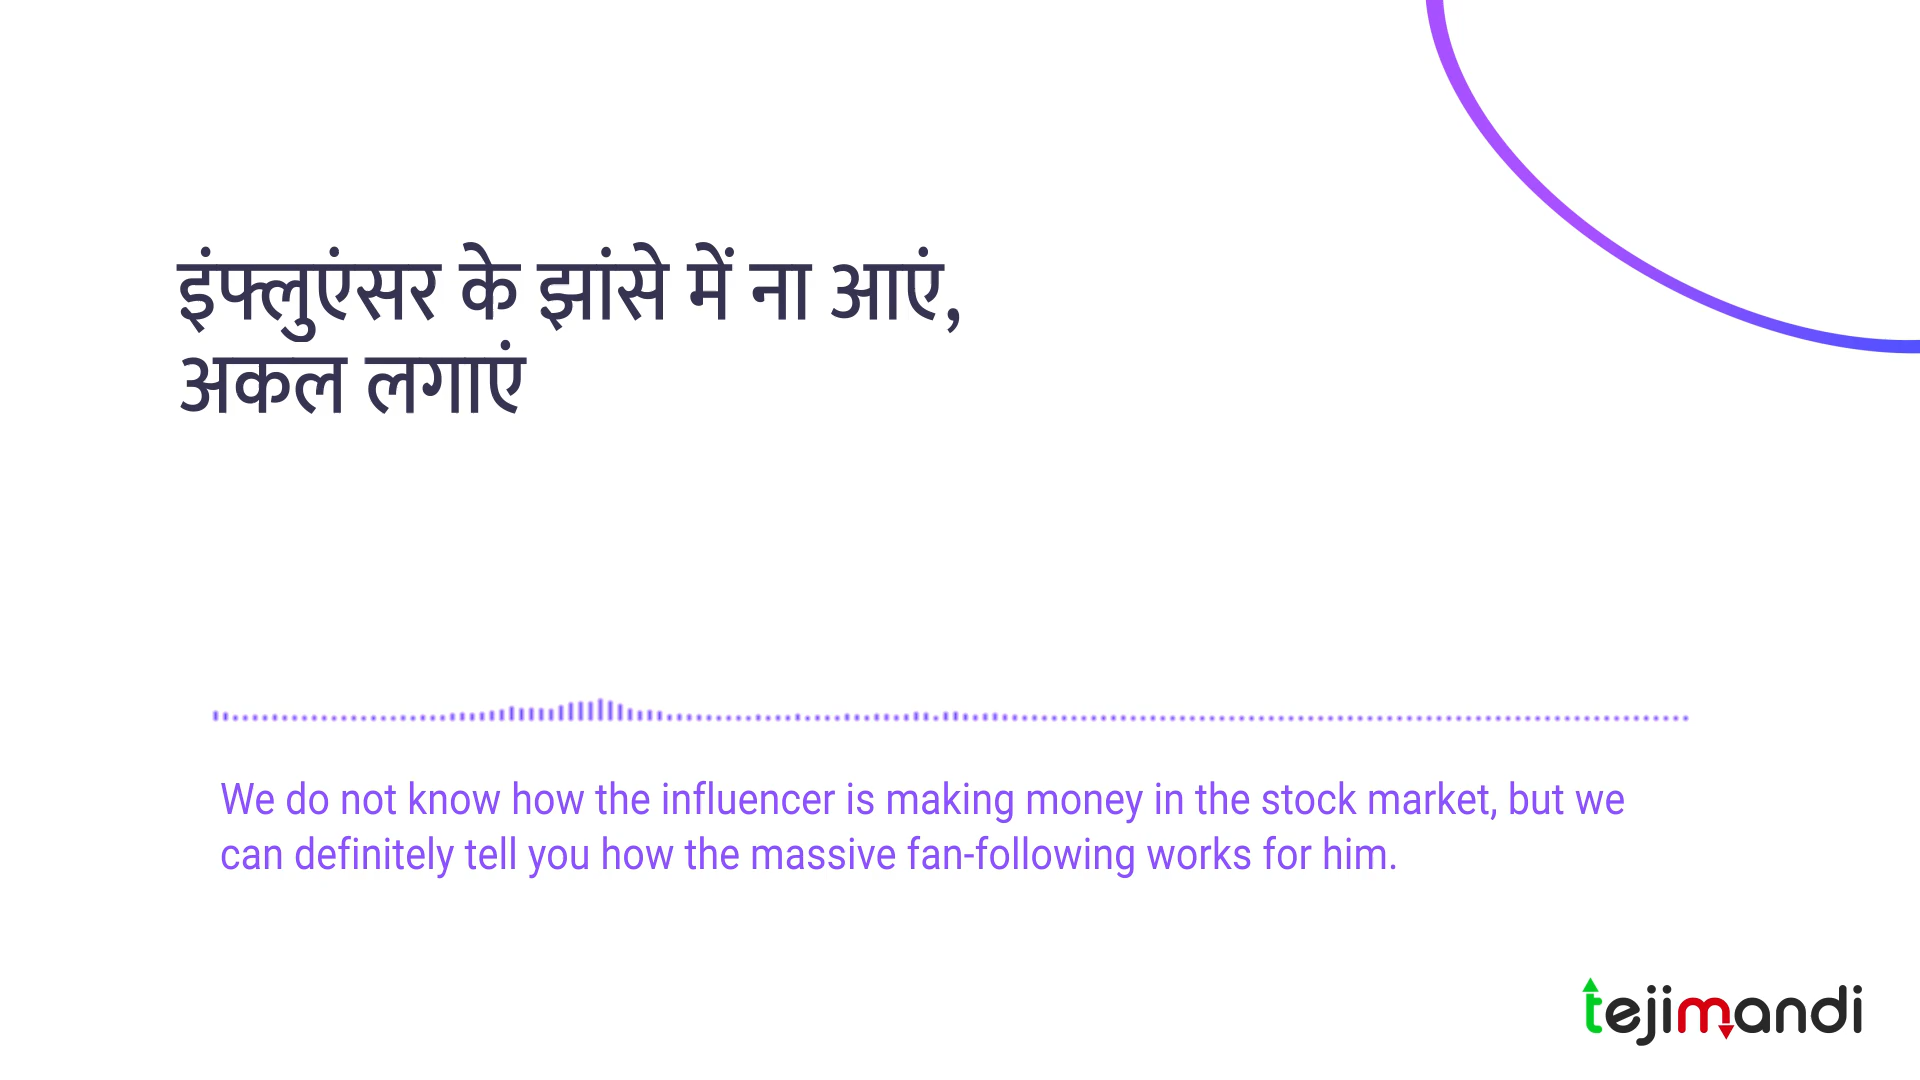 इंफ्लुएंसर के झांसे में ना आएं,
अकल लगाएं
We do not know how the influencer is making money in the stock market, but we
can definitely tell you how the massive fan-following works for him.
tejimandi